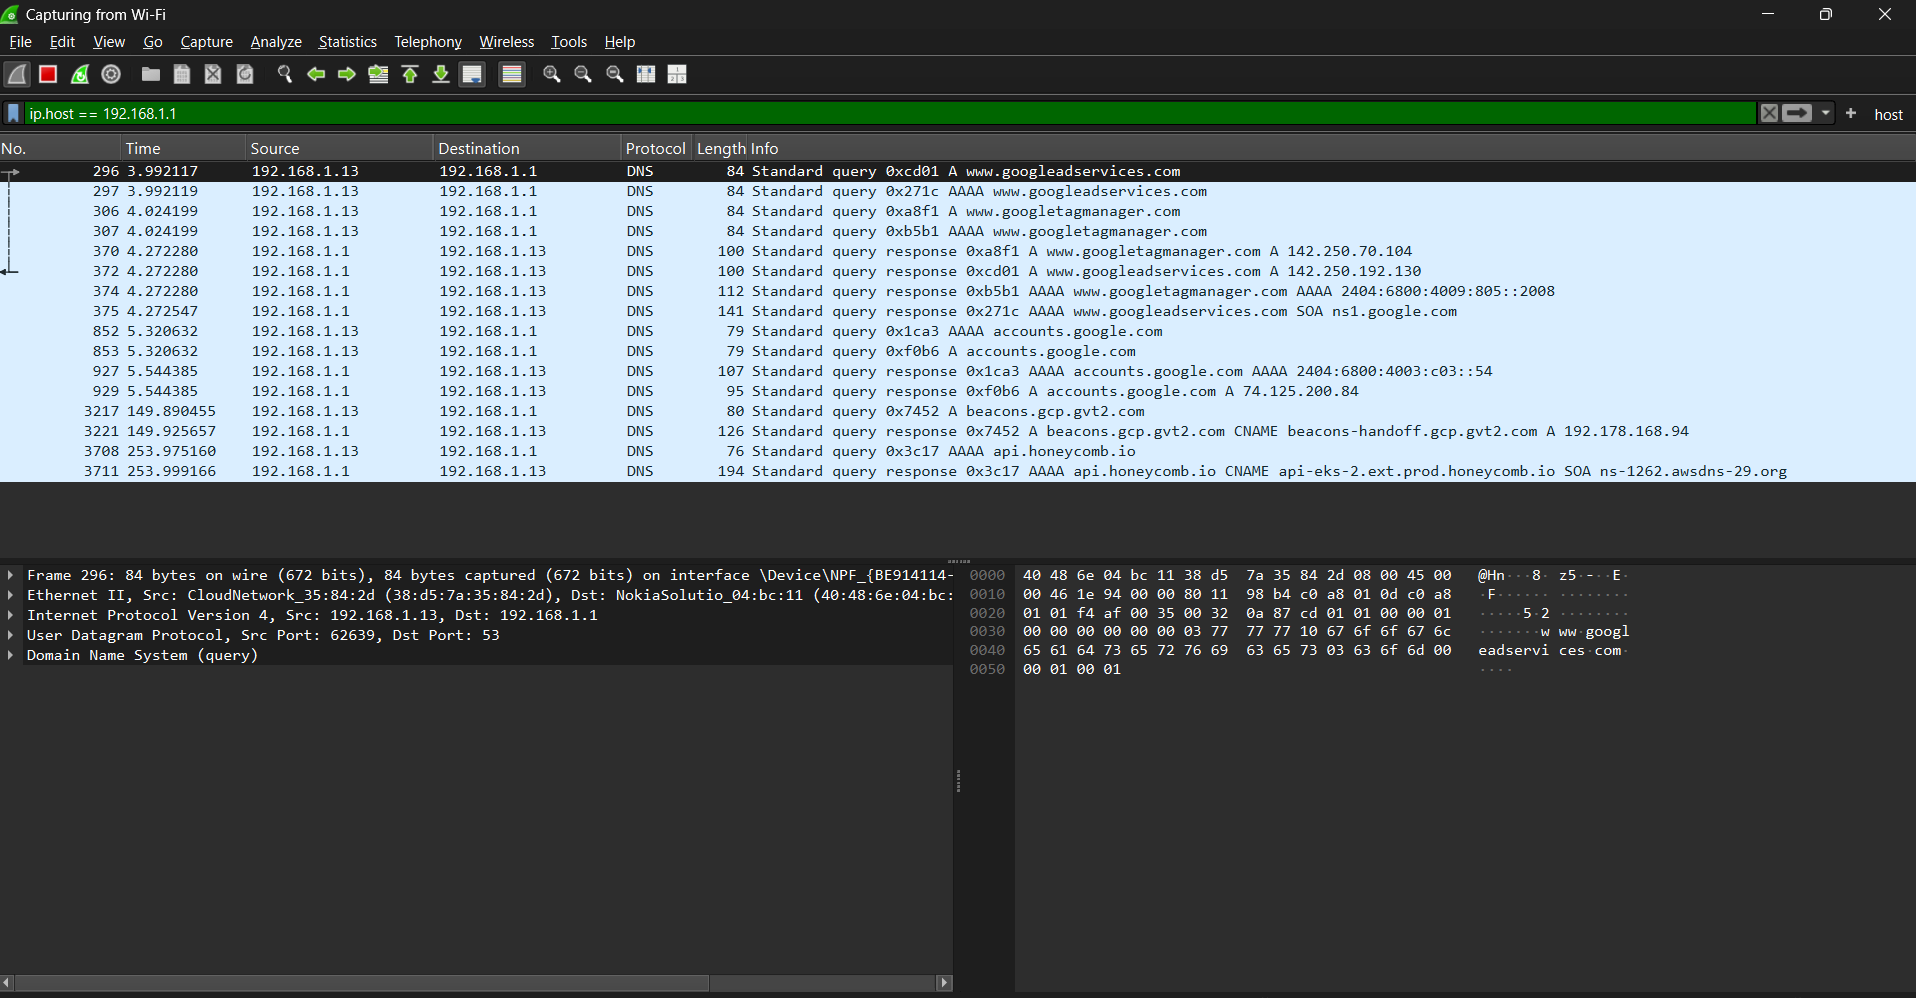 Capturing from Wi-Fi
File Edit View Go Capture Analyze Statistics Telephony Wireless Tools Help
ip.host == 192.168.1.1
+ host
No. Time Source Destination Protocol Length Info
296 3.992117 192.168.1.13 192.168.1.1 DNS 84 Standard query 0xcd01 A www.googleadservices.com
297 3.992119 192.168.1.13 192.168.1.1 DNS 84 Standard query 0x271c AAAA www.googleadservices.com
306 4.024199 192.168.1.13 192.168.1.1 DNS 84 Standard query 0xa8f1 A www.googletagmanager.com
307 4.024199 192.168.1.13 192.168.1.1 DNS 84 Standard query 0xb5b1 AAAA www.googletagmanager.com
370 4.272280 192.168.1.1 192.168.1.13 DNS 100 Standard query response 0xa8f1 A www.googletagmanager.com A 142.250.70.104
372 4.272280 192.168.1.1 192.168.1.13 DNS 100 Standard query response 0xcd01 A www.googleadservices.com A 142.250.192.130
374 4.272280 192.168.1.1 192.168.1.13 DNS 112 Standard query response 0xb5b1 AAAA www.googletagmanager.com AAAA 2404:6800:4009:805::2008
375 4.272547 192.168.1.1 192.168.1.13 DNS 141 Standard query response 0x271c AAAA www.googleadservices.com SOA ns1.google.com
852 5.320632 192.168.1.13 192.168.1.1 DNS 79 Standard query 0x1ca3 AAAA accounts.google.com
853 5.320632 192.168.1.13 192.168.1.1 DNS 79 Standard query 0xf0b6 A accounts.google.com
927 5.544385 192.168.1.1 192.168.1.13 DNS 107 Standard query response 0x1ca3 AAAA accounts.google.com AAAA 2404:6800:4003:c03::54
929 5.544385 192.168.1.1 192.168.1.13 DNS 95 Standard query response 0xf0b6 A accounts.google.com A 74.125.200.84
3217 149.890455 192.168.1.13 192.168.1.1 DNS 80 Standard query 0x7452 A beacons.gcp.gvt2.com
3221 149.925657 192.168.1.1 192.168.1.13 DNS 126 Standard query response 0x7452 A beacons.gcp.gvt2.com CNAME beacons-handoff.gcp.gvt2.com A 192.178.168.94
3708 253.975160 192.168.1.13 192.168.1.1 DNS 76 Standard query 0x3c17 AAAA api.honeycomb.io
3711 253.999166 192.168.1.1 192.168.1.13 DNS 194 Standard query response 0x3c17 AAAA api.honeycomb.io CNAME api-eks-2.ext.prod.honeycomb.io SOA ns-1262.awsdns-29.org
Frame 296: 84 bytes on wire (672 bits), 84 bytes captured (672 bits) on interface \Device\NPF_{BE914114-
Ethernet II, Src: CloudNetwork_35:84:2d (38:d5:7a:35:84:2d), Dst: NokiaSolutio_04:bc:11 (40:48:6e:04:bc:
Internet Protocol Version 4, Src: 192.168.1.13, Dst: 192.168.1.1
User Datagram Protocol, Src Port: 62639, Dst Port: 53
Domain Name System (query)
0000 40 48 6e 04 bc 11 38 d5 7a 35 84 2d 08 00 45 00 @Hn···8· z5·-··E·
0010 00 46 1e 94 00 00 80 11 98 b4 c0 a8 01 0d c0 a8 ·F······ ········
0020 01 01 f4 af 00 35 00 32 0a 87 cd 01 01 00 00 01 ·····5·2 ········
0030 00 00 00 00 00 00 03 77 77 77 10 67 6f 6f 67 6c ·······w ww·googl
0040 65 61 64 73 65 72 76 69 63 65 73 03 63 6f 6d 00 eadservi ces·com·
0050 00 01 00 01 ····